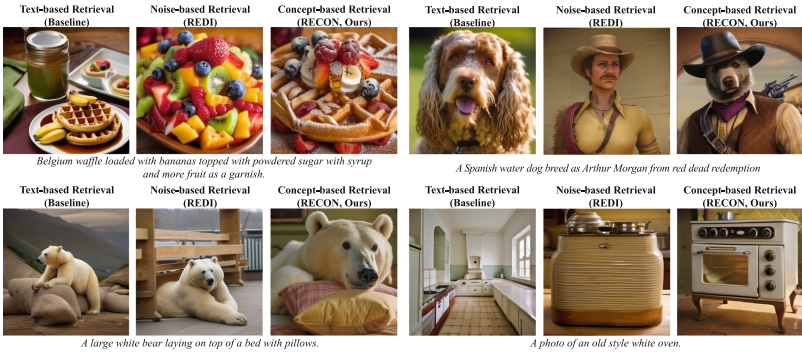 Text-based Retrieval (Baseline)
Noise-based Retrieval (REDI)
Concept-based Retrieval (RECON, Ours)
Text-based Retrieval (Baseline)
Noise-based Retrieval (REDI)
Concept-based Retrieval (RECON, Ours)
Belgium waffle loaded with bananas topped with powdered sugar with syrup
and more fruit as a garnish.
A Spanish water dog breed as Arthur Morgan from red dead redemption
Text-based Retrieval (Baseline)
Noise-based Retrieval (REDI)
Concept-based Retrieval (RECON, Ours)
Text-based Retrieval (Baseline)
Noise-based Retrieval (REDI)
Concept-based Retrieval (RECON, Ours)
A large white bear laying on top of a bed with pillows.
A photo of an old style white oven.